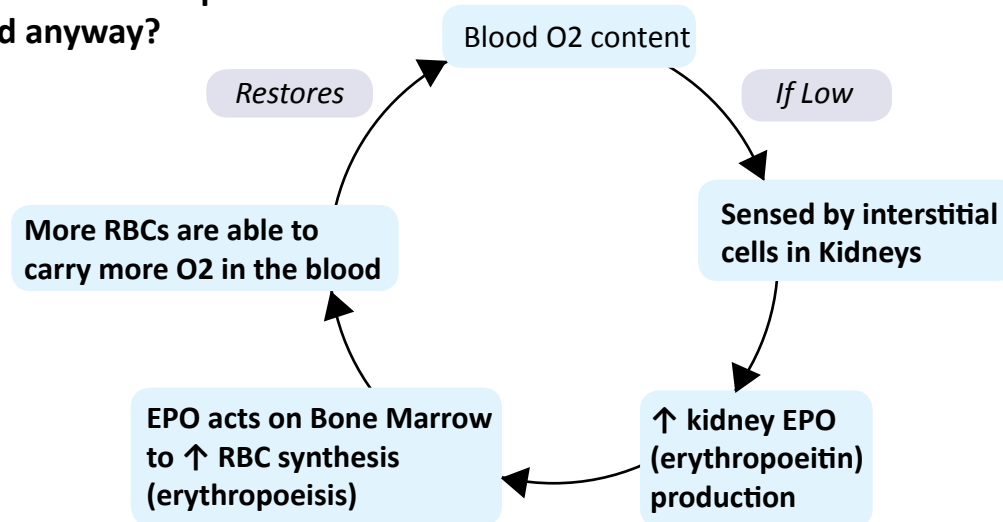 d anyway?
Blood O2 content
If Low
Sensed by interstitial
cells in Kidneys
↑ kidney EPO
(erythropoeitin)
production
EPO acts on Bone Marrow
to ↑ RBC synthesis
(erythropoeisis)
More RBCs are able to
carry more O2 in the blood
Restores